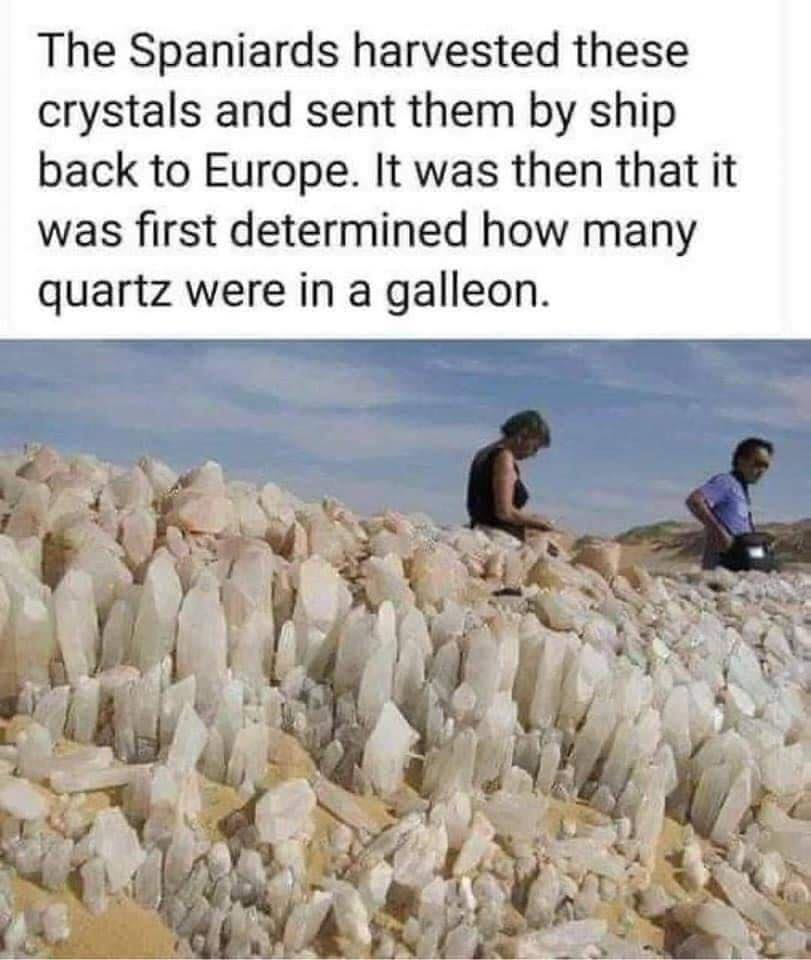 The Spaniards harvested these
crystals and sent them by ship
back to Europe. It was then that it
was first determined how many
quartz were in a galleon.